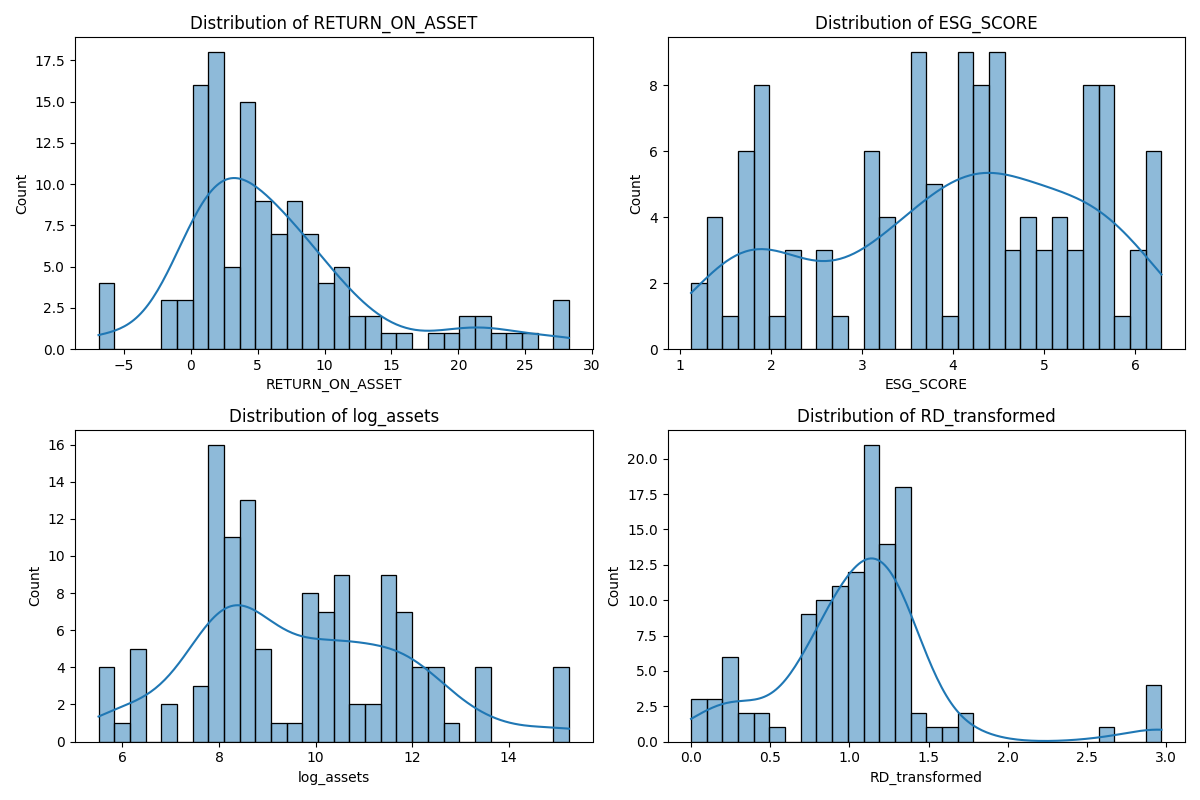 Distribution of RETURN_ON_ASSET
17.5
15.0
12.5
10.0
7.5
5.0
2.5
0.0
Count
−5 0 5 10 15 20 25 30
RETURN_ON_ASSET
Distribution of ESG_SCORE
8
6
4
2
0
Count
1 2 3 4 5 6
ESG_SCORE
Distribution of log_assets
16
14
12
10
8
6
4
2
0
Count
6 8 10 12 14
log_assets
Distribution of RD_transformed
20.0
17.5
15.0
12.5
10.0
7.5
5.0
2.5
0.0
Count
0.0 0.5 1.0 1.5 2.0 2.5 3.0
RD_transformed